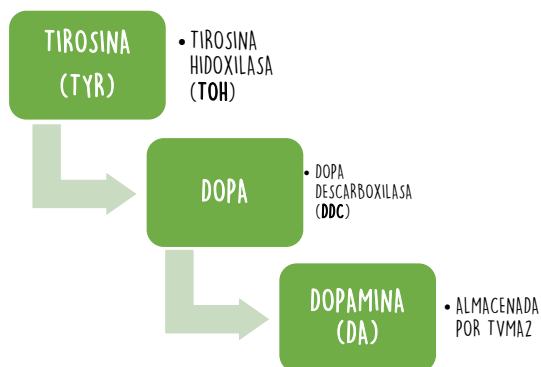 TIROSINA
(TYR)
• TIROSINA
HIDOXILASA
(TOH)
DOPA
• DOPA
DESCARBOXILASA
(DDC)
DOPAMINA
(DA)
• ALMACENADA
POR TVMA2